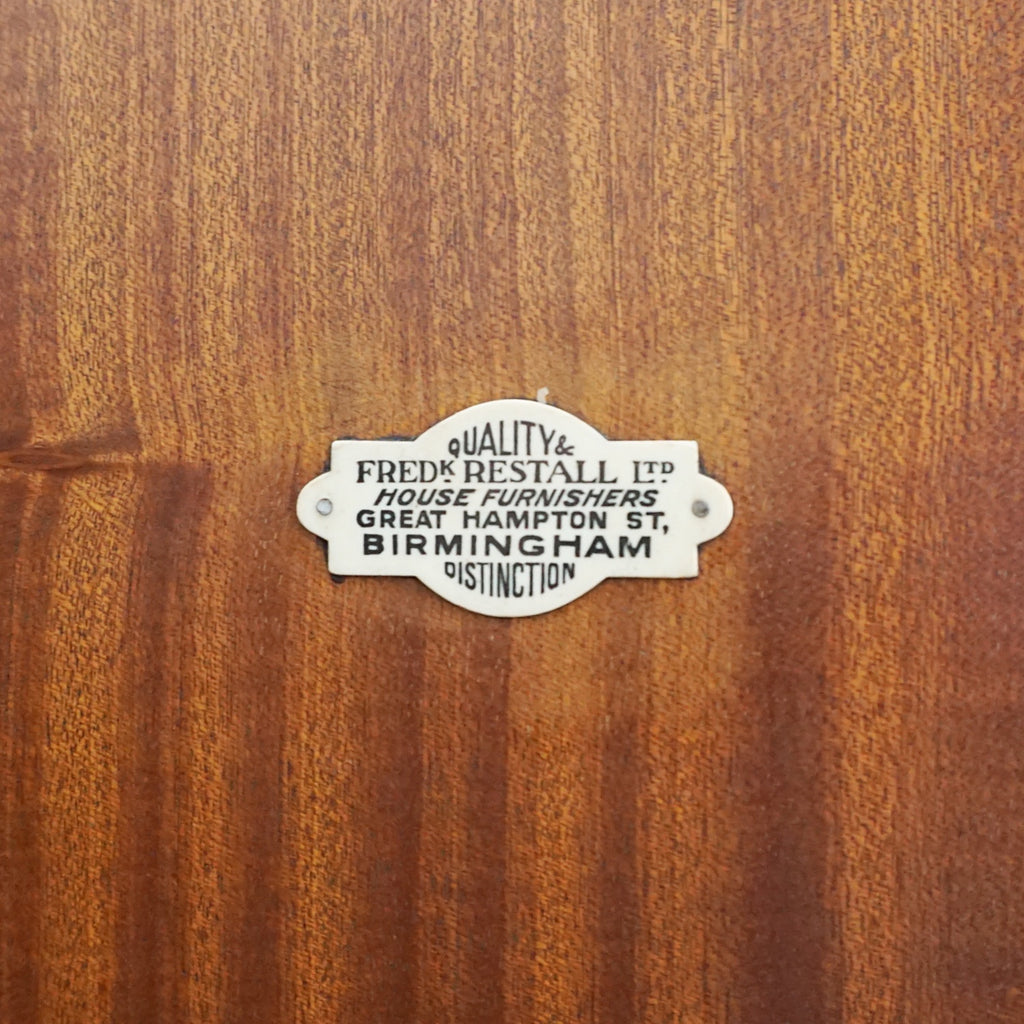 QUALITY &
FREDK RESTALL LTD
HOUSE FURNISHERS
GREAT HAMPTON ST,
BIRMINGHAM
DISTINCTION